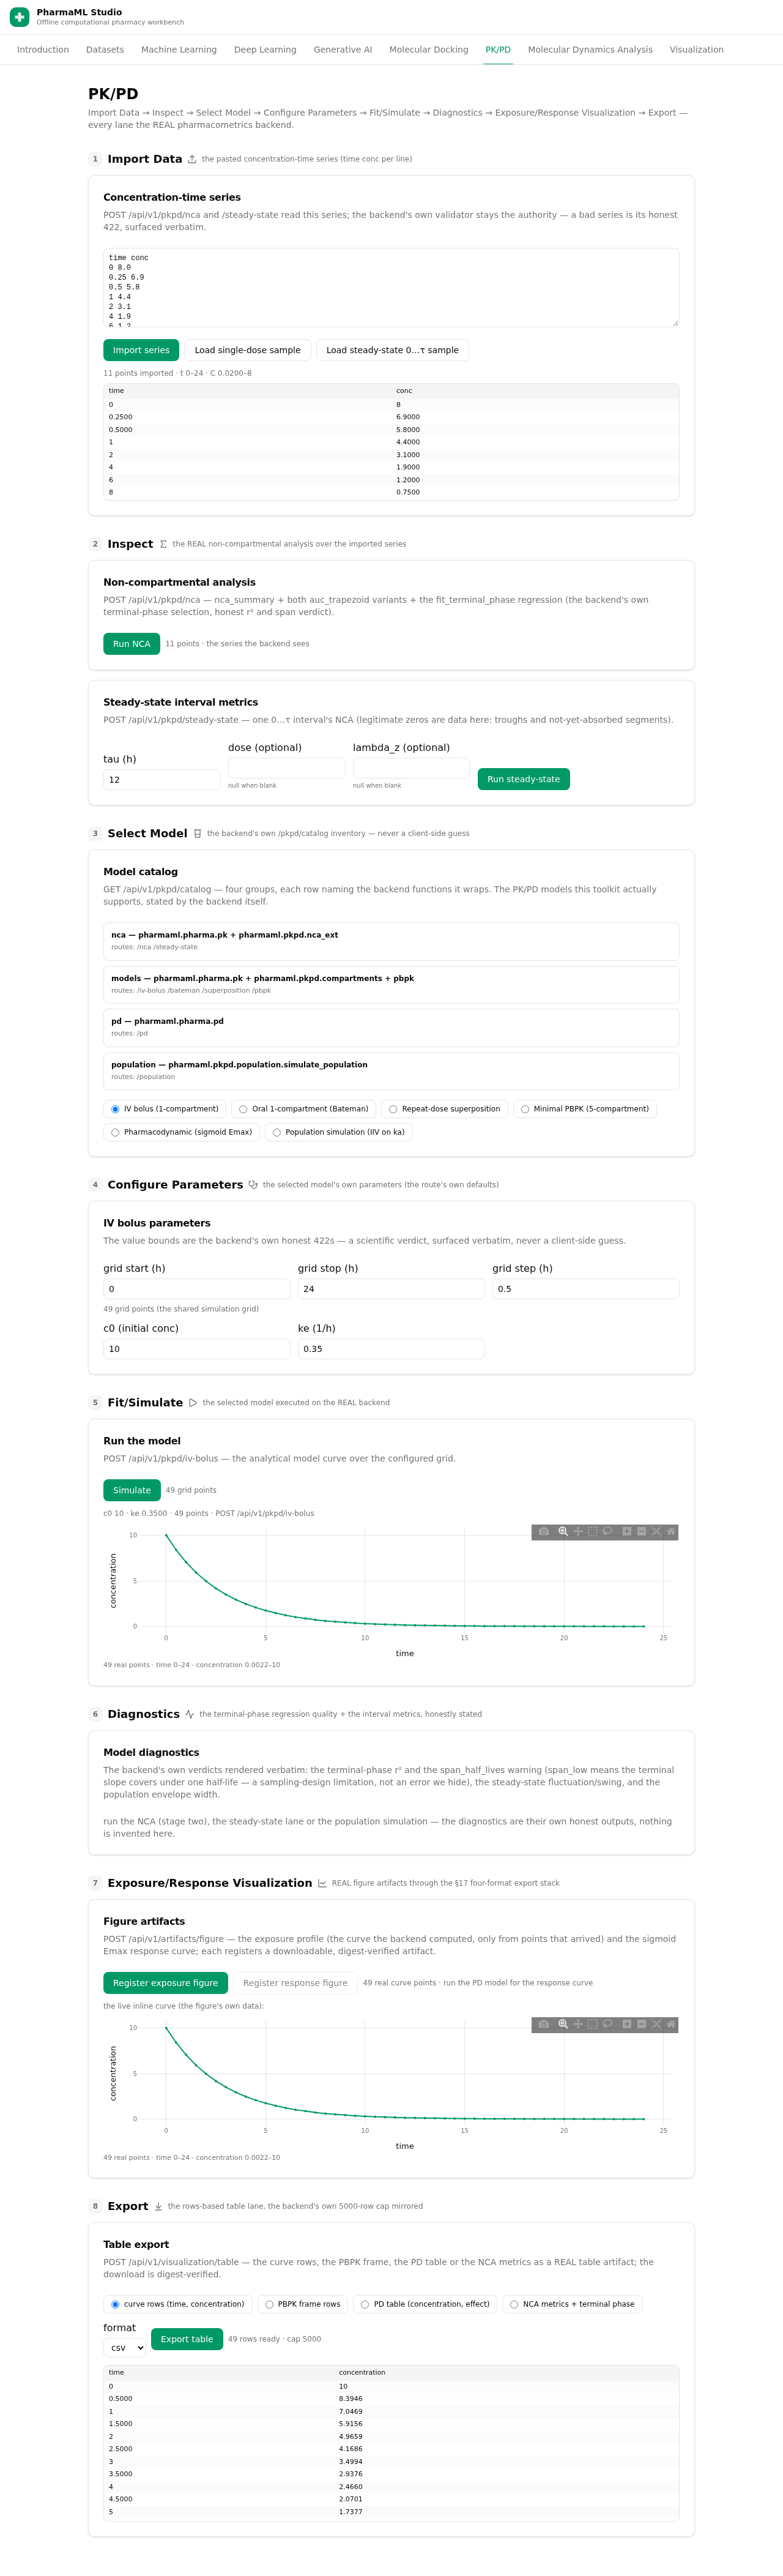 PharmaML Studio
Offline computational pharmacy workbench
Introduction Datasets Machine Learning Deep Learning Generative AI Molecular Docking PK/PD Molecular Dynamics Analysis Visualization
PK/PD
Import Data → Inspect → Select Model → Configure Parameters → Fit/Simulate → Diagnostics → Exposure/Response Visualization → Export —
every lane the REAL pharmacometrics backend.
1 Import Data the pasted concentration-time series (time conc per line)
Concentration-time series
POST /api/v1/pkpd/nca and /steady-state read this series; the backend's own validator stays the authority — a bad series is its honest
422, surfaced verbatim.
time conc
0 8.0
0.25 6.9
0.5 5.8
1 4.4
2 3.1
4 1.9
6 1.2
Import series Load single-dose sample Load steady-state 0…τ sample
11 points imported · t 0–24 · C 0.0200–8
time conc
0 8
0.2500 6.9000
0.5000 5.8000
1 4.4000
2 3.1000
4 1.9000
6 1.2000
8 0.7500
2 Inspect the REAL non-compartmental analysis over the imported series
Non-compartmental analysis
POST /api/v1/pkpd/nca — nca_summary + both auc_trapezoid variants + the fit_terminal_phase regression (the backend's own
terminal-phase selection, honest r² and span verdict).
Run NCA 11 points · the series the backend sees
Steady-state interval metrics
POST /api/v1/pkpd/steady-state — one 0…τ interval's NCA (legitimate zeros are data here: troughs and not-yet-absorbed segments).
tau (h) dose (optional) lambda_z (optional)
12 Run steady-state
null when blank null when blank
3 Select Model the backend's own /pkpd/catalog inventory — never a client-side guess
Model catalog
GET /api/v1/pkpd/catalog — four groups, each row naming the backend functions it wraps. The PK/PD models this toolkit actually
supports, stated by the backend itself.
nca — pharmaml.pharma.pk + pharmaml.pkpd.nca_ext
routes: /nca /steady-state
models — pharmaml.pharma.pk + pharmaml.pkpd.compartments + pbpk
routes: /iv-bolus /bateman /superposition /pbpk
pd — pharmaml.pharma.pd
routes: /pd
population — pharmaml.pkpd.population.simulate_population
routes: /population
IV bolus (1-compartment) Oral 1-compartment (Bateman) Repeat-dose superposition Minimal PBPK (5-compartment)
Pharmacodynamic (sigmoid Emax) Population simulation (IIV on ka)
4 Configure Parameters the selected model's own parameters (the route's own defaults)
IV bolus parameters
The value bounds are the backend's own honest 422s — a scientific verdict, surfaced verbatim, never a client-side guess.
grid start (h) grid stop (h) grid step (h)
0 24 0.5
49 grid points (the shared simulation grid)
c0 (initial conc) ke (1/h)
10 0.35
5 Fit/Simulate the selected model executed on the REAL backend
Run the model
POST /api/v1/pkpd/iv-bolus — the analytical model curve over the configured grid.
Simulate 49 grid points
c0 10 · ke 0.3500 · 49 points · POST /api/v1/pkpd/iv-bolus
concentration
10
5
0
0 5 10 15 20 25
time
49 real points · time 0–24 · concentration 0.0022–10
6 Diagnostics the terminal-phase regression quality + the interval metrics, honestly stated
Model diagnostics
The backend's own verdicts rendered verbatim: the terminal-phase r² and the span_half_lives warning (span_low means the terminal
slope covers under one half-life — a sampling-design limitation, not an error we hide), the steady-state fluctuation/swing, and the
population envelope width.
run the NCA (stage two), the steady-state lane or the population simulation — the diagnostics are their own honest outputs, nothing
is invented here.
7 Exposure/Response Visualization REAL figure artifacts through the §17 four-format export stack
Figure artifacts
POST /api/v1/artifacts/figure — the exposure profile (the curve the backend computed, only from points that arrived) and the sigmoid
Emax response curve; each registers a downloadable, digest-verified artifact.
Register exposure figure Register response figure 49 real curve points · run the PD model for the response curve
the live inline curve (the figure's own data):
concentration
10
5
0
0 5 10 15 20 25
time
49 real points · time 0–24 · concentration 0.0022–10
8 Export the rows-based table lane, the backend's own 5000-row cap mirrored
Table export
POST /api/v1/visualization/table — the curve rows, the PBPK frame, the PD table or the NCA metrics as a REAL table artifact; the
download is digest-verified.
curve rows (time, concentration) PBPK frame rows PD table (concentration, effect) NCA metrics + terminal phase
format
csv Export table 49 rows ready · cap 5000
time concentration
0 10
0.5000 8.3946
1 7.0469
1.5000 5.9156
2 4.9659
2.5000 4.1686
3 3.4994
3.5000 2.9376
4 2.4660
4.5000 2.0701
5 1.7377